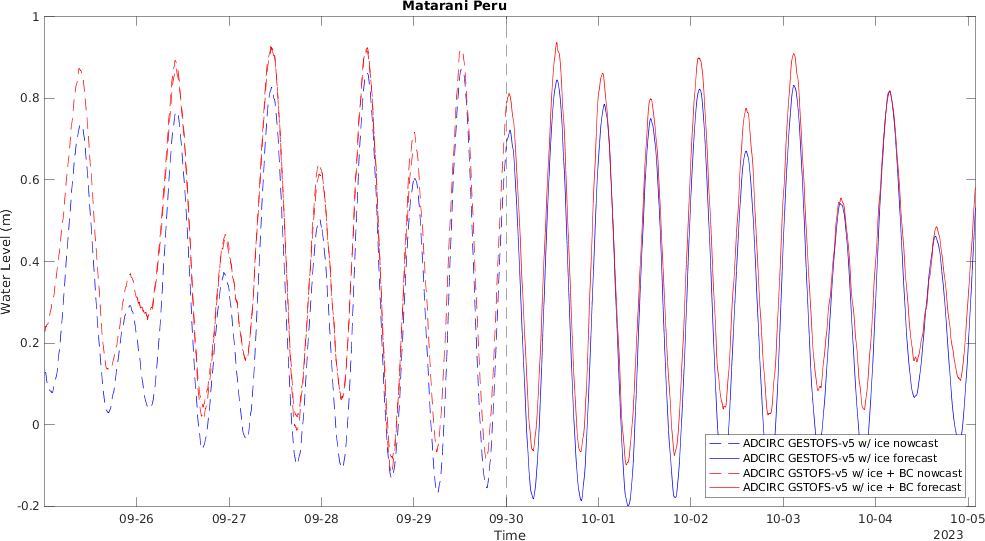 Matarani Peru
1
0.8
0.6
0.4
0.2
0
-0.2
Water Level (m)
09-26 09-27 09-28 09-29 09-30 10-01 10-02 10-03 10-04 10-05
Time
2023
ADCIRC GESTOFS-v5 w/ ice nowcast
ADCIRC GESTOFS-v5 w/ ice forecast
ADCIRC GSTOFS-v5 w/ ice + BC nowcast
ADCIRC GSTOFS-v5 w/ ice + BC forecast